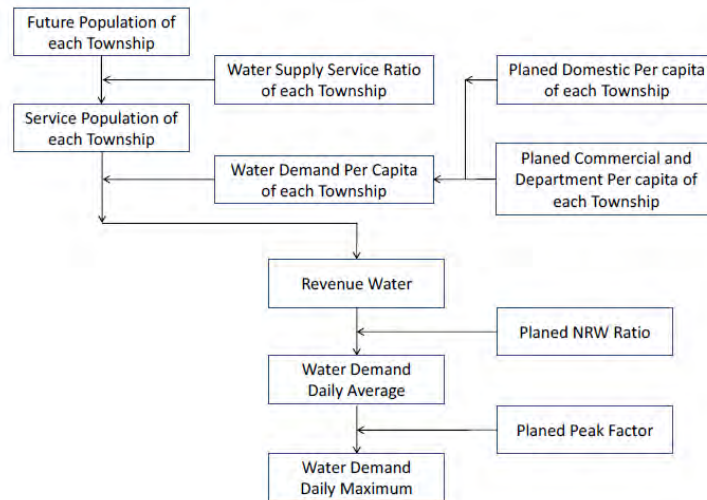 Future Population of
each Township
Water Supply Service Ratio
of each Township
Planed Domestic Per capita
of each Township
Service Population of
each Township
Water Demand Per Capita
of each Township
Planed Commercial and
Department Per capita of
each Township
Revenue Water
Planed NRW Ratio
Water Demand
Daily Average
Planed Peak Factor
Water Demand
Daily Maximum